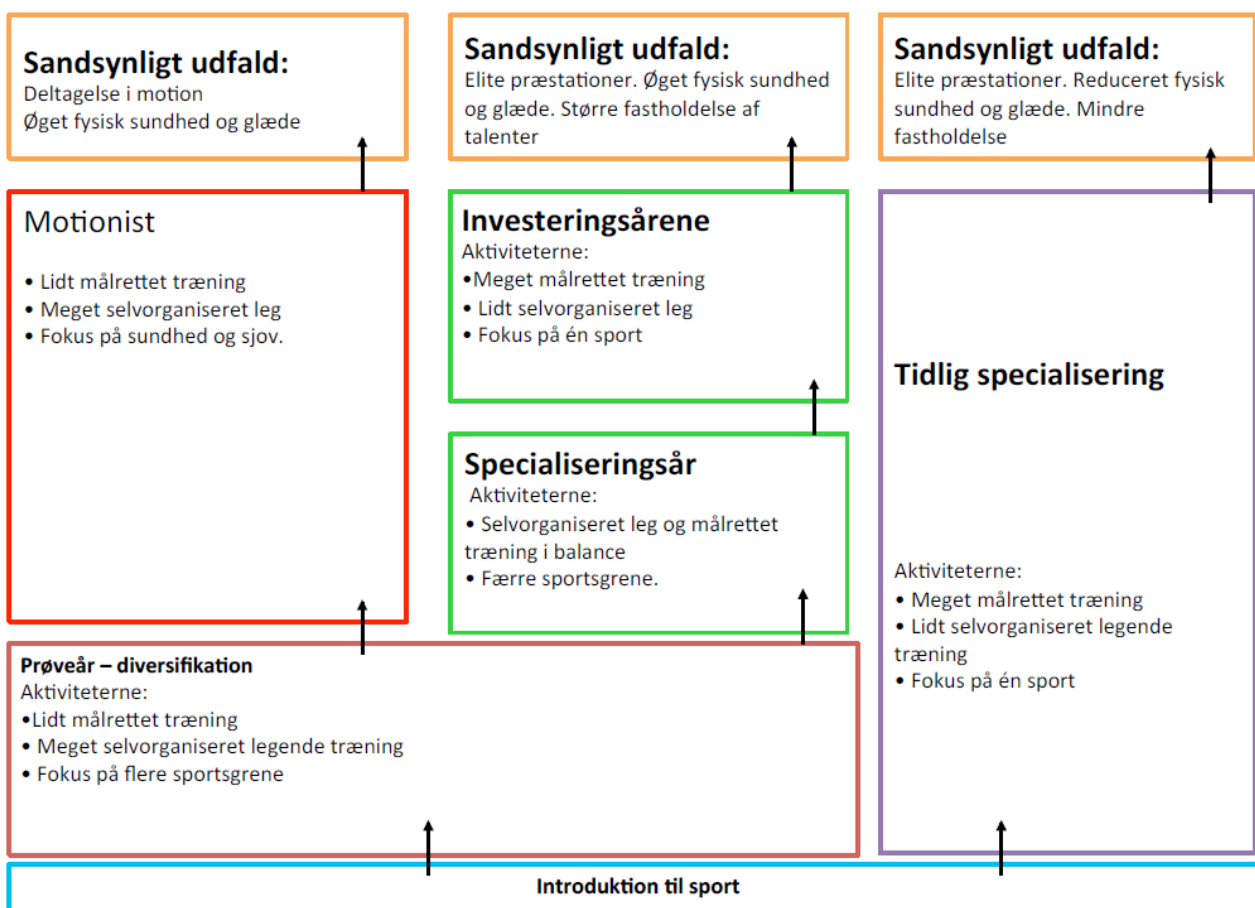 Sandsynligt udfald:
Deltagelse i motion
Øget fysisk sundhed og glæde
Sandsynligt udfald:
Elite præstationer. Øget fysisk sundhed
og glæde. Større fastholdelse af
talenter
Sandsynligt udfald:
Elite præstationer. Reduceret fysisk
sundhed og glæde. Mindre
fastholdelse
Motionist
• Lidt målrettet træning
• Meget selvorganiseret leg
• Fokus på sundhed og sjov.
Investeringsårene
Aktiviteterne:
•Meget målrettet træning
• Lidt selvorganiseret leg
• Fokus på én sport
Specialiseringsår
Aktiviteterne:
• Selvorganiseret leg og målrettet
træning i balance
• Færre sportsgrene.
Tidlig specialisering
Aktiviteterne:
• Meget målrettet træning
• Lidt selvorganiseret legende
træning
• Fokus på én sport
Prøveår – diversifikation
Aktiviteterne:
•Lidt målrettet træning
• Meget selvorganiseret legende træning
• Fokus på flere sportsgrene
Introduktion til sport